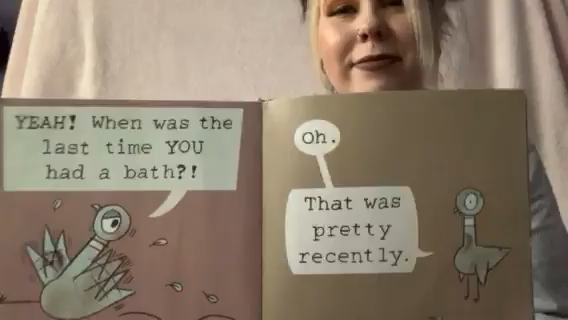 YEAH! When was the
last time YOU
had a bath?!
Oh.
That was
pretty
recently.